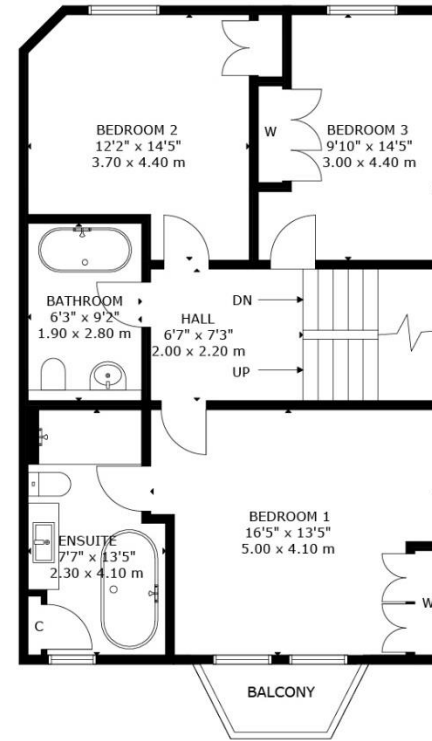 BEDROOM 2
12'2" x 14'5"
3.70 x 4.40 m
W
BEDROOM 3
9'10" x 14'5"
3.00 x 4.40 m
BATHROOM
6'3" x 9'2"
1.90 x 2.80 m
HALL
6'7" x 7'3"
2.00 x 2.20 m
DN
UP
BEDROOM 1
16'5" x 13'5"
5.00 x 4.10 m
ENSUITE
7'7" x 13'5"
2.30 x 4.10 m
C
W
BALCONY